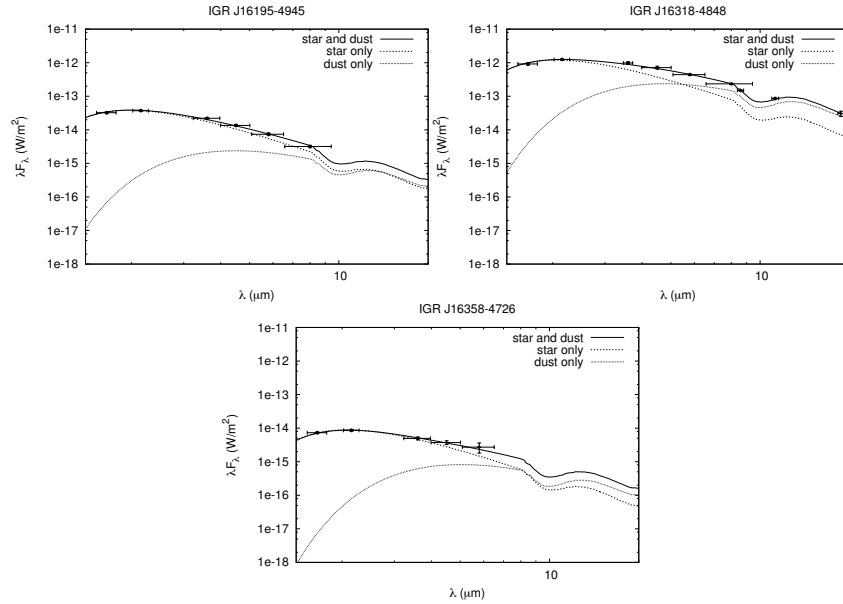 IGR J16195-4945
1e-11
1e-12
1e-13
1e-14
1e-15
1e-16
1e-17
1e-18
λF_λ (W/m²)
10
λ (μm)
star and dust
star only
dust only
IGR J16318-4848
1e-11
1e-12
1e-13
1e-14
1e-15
1e-16
1e-17
1e-18
λF_λ (W/m²)
10
λ (μm)
star and dust
star only
dust only
IGR J16358-4726
1e-11
1e-12
1e-13
1e-14
1e-15
1e-16
1e-17
1e-18
λF_λ (W/m²)
10
λ (μm)
star and dust
star only
dust only